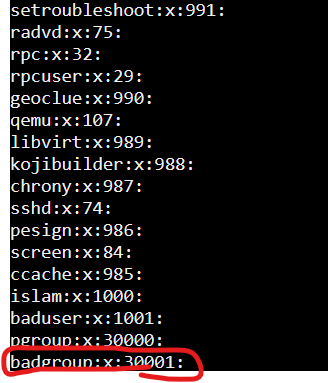 setroubleshoot:x:991:
radvd:x:75:
rpc:x:32:
rpcuser:x:29:
geoclue:x:990:
qemu:x:107:
libvirt:x:989:
kojibuilder:x:988:
chrony:x:987:
sshd:x:74:
pesign:x:986:
screen:x:84:
ccache:x:985:
islam:x:1000:
baduser:x:1001:
pgroup:x:30000:
badgroup:x:30001: